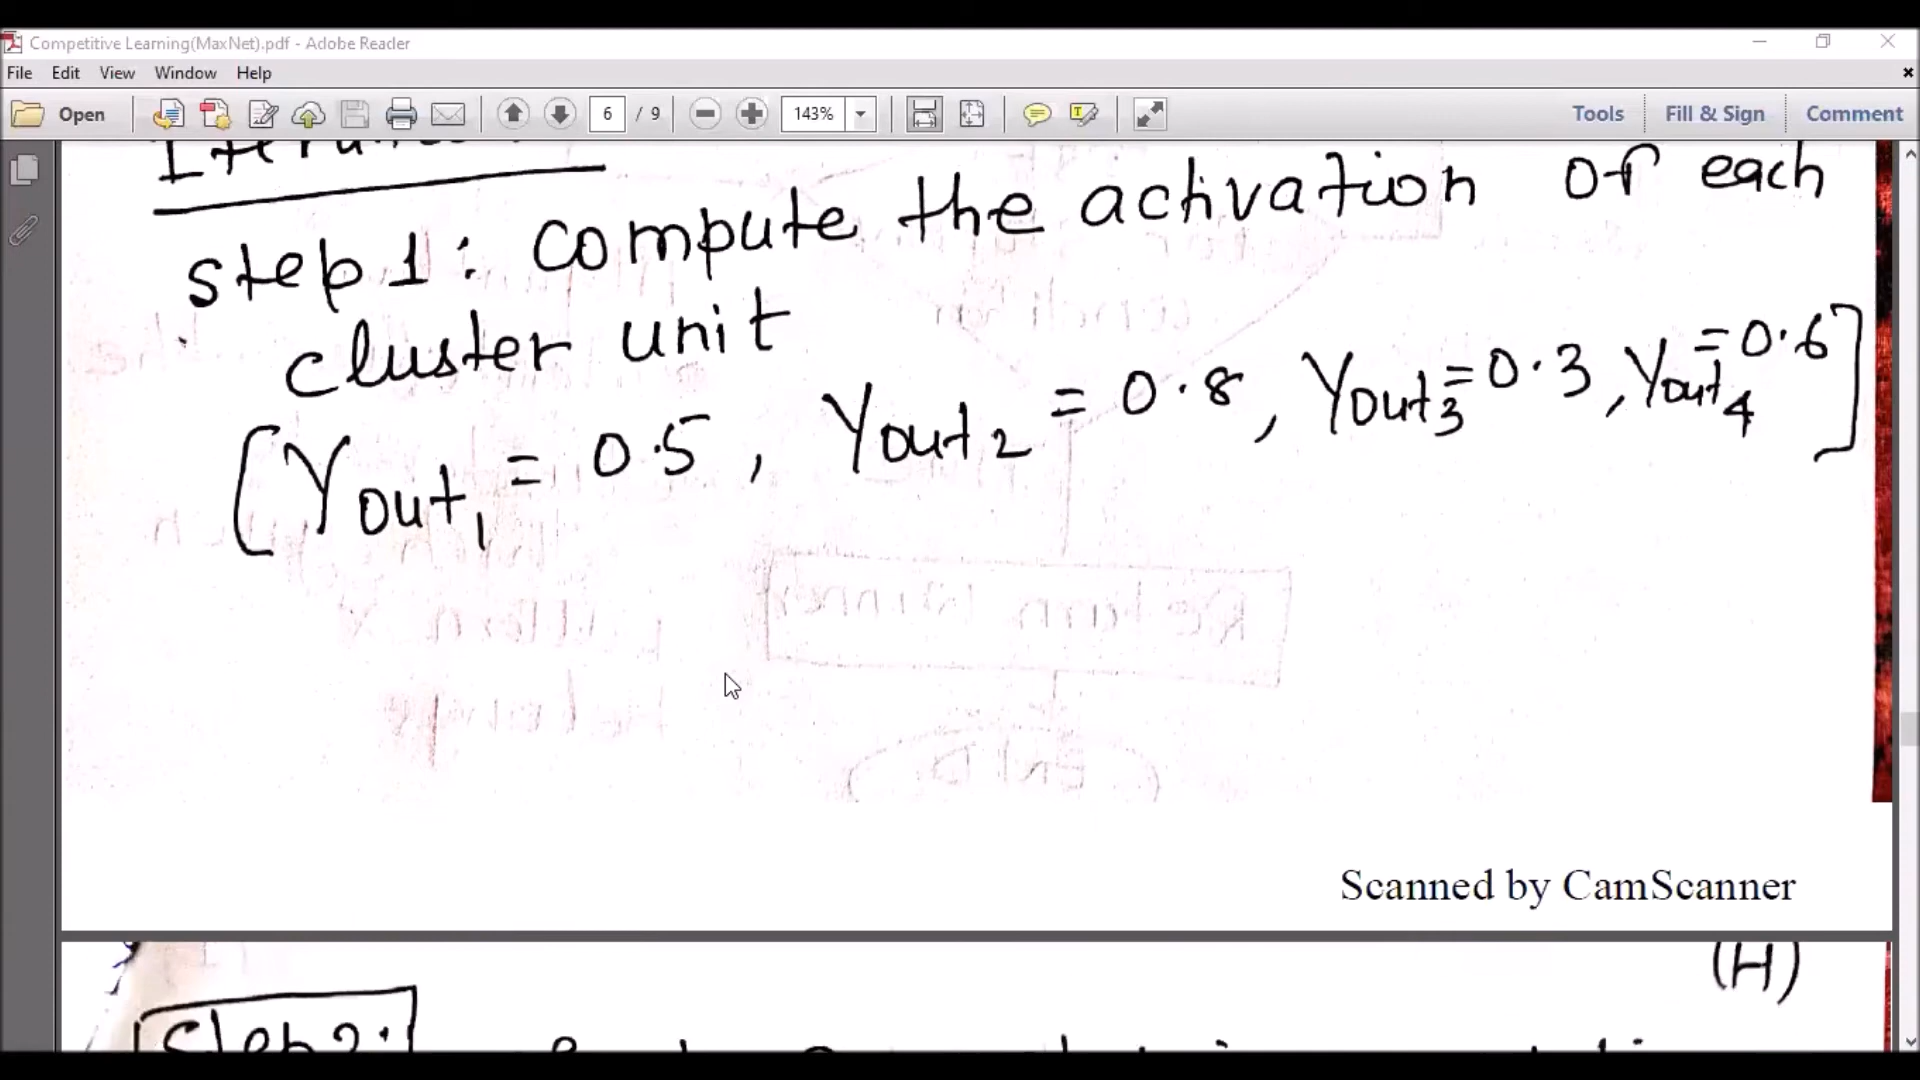 Competitive Learning(MaxNet).pdf - Adobe Reader
File Edit View Window Help
Open 6 / 9 143% Tools Fill & Sign Comment
step 1: compute the activation of each
cluster unit
[Yout1 = 0.5, Yout2 = 0.8, Yout3 = 0.3, Yout4 = 0.6]
Scanned by CamScanner
(H)
Step 2: